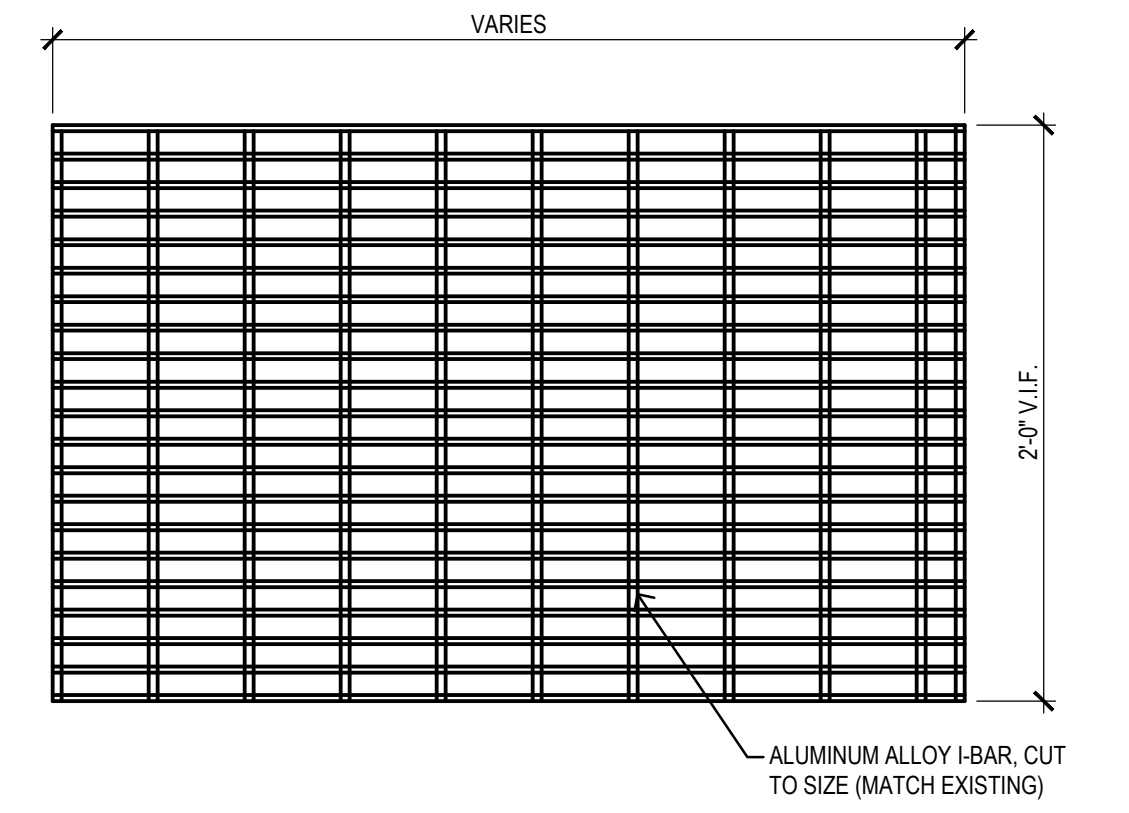 VARIES
2'-0" V.I.F.
ALUMINUM ALLOY I-BAR, CUT
TO SIZE (MATCH EXISTING)